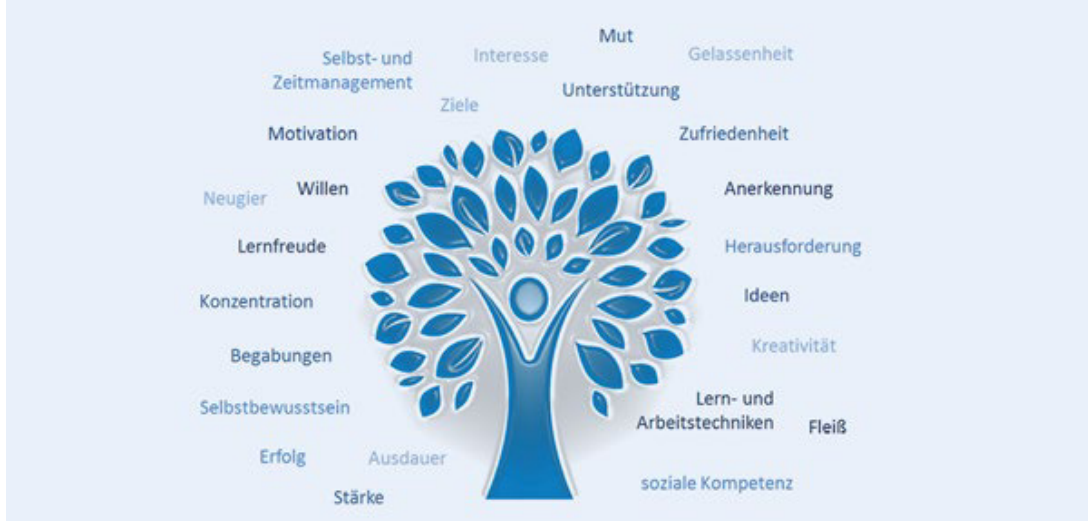 Mut
Interesse
Gelassenheit
Selbst- und
Zeitmanagement
Unterstützung
Ziele
Motivation
Zufriedenheit
Willen
Anerkennung
Neugier
Lernfreude
Herausforderung
Ideen
Konzentration
Kreativität
Begabungen
Lern- und
Arbeitstechniken
Selbstbewusstsein
Fleiß
Erfolg
Ausdauer
soziale Kompetenz
Stärke